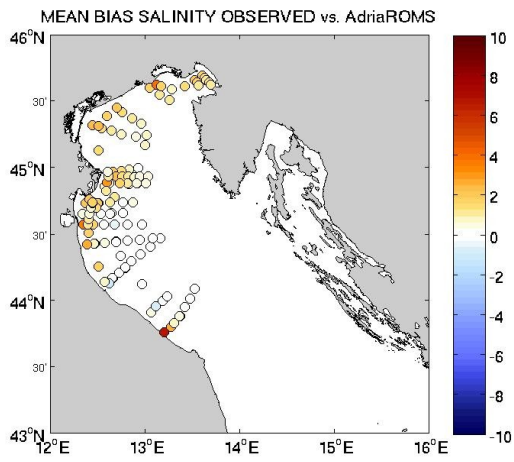 MEAN BIAS SALINITY OBSERVED vs. AdriaROMS
46°N
30'
45°N
30'
44°N
30'
43°N
12°E 13°E 14°E 15°E 16°E
10
8
6
4
2
0
-2
-4
-6
-8
-10